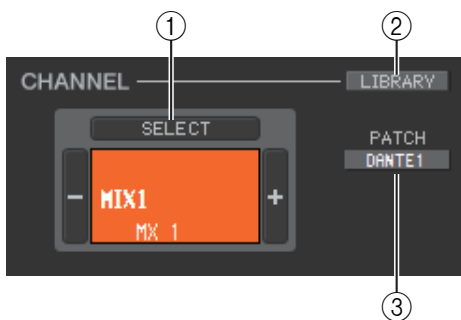 ①
②
CHANNEL
LIBRARY
SELECT
PATCH
DANTE1
−
MIX1
+
MX 1
③